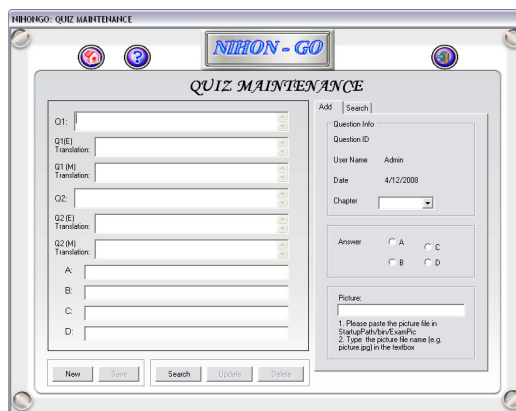 NIHONGO: QUIZ MAINTENANCE
NIHON - GO
QUIZ MAINTENANCE
Q1:
Q1(E)
Translation:
Q1 (M)
Translation:
Q2:
Q2 (E)
Translation:
Q2 (M)
Translation:
A:
B:
C:
D:
New
Save
Search
Update
Delete
Add
Search
Question Info
Question ID
User Name Admin
Date 4/12/2008
Chapter
Answer
A
C
B
D
Picture:
1. Please paste the picture file in
StartupPath/bin/ExamPic
2. Type the picture file name (e.g.
picture.jpg) in the textbox